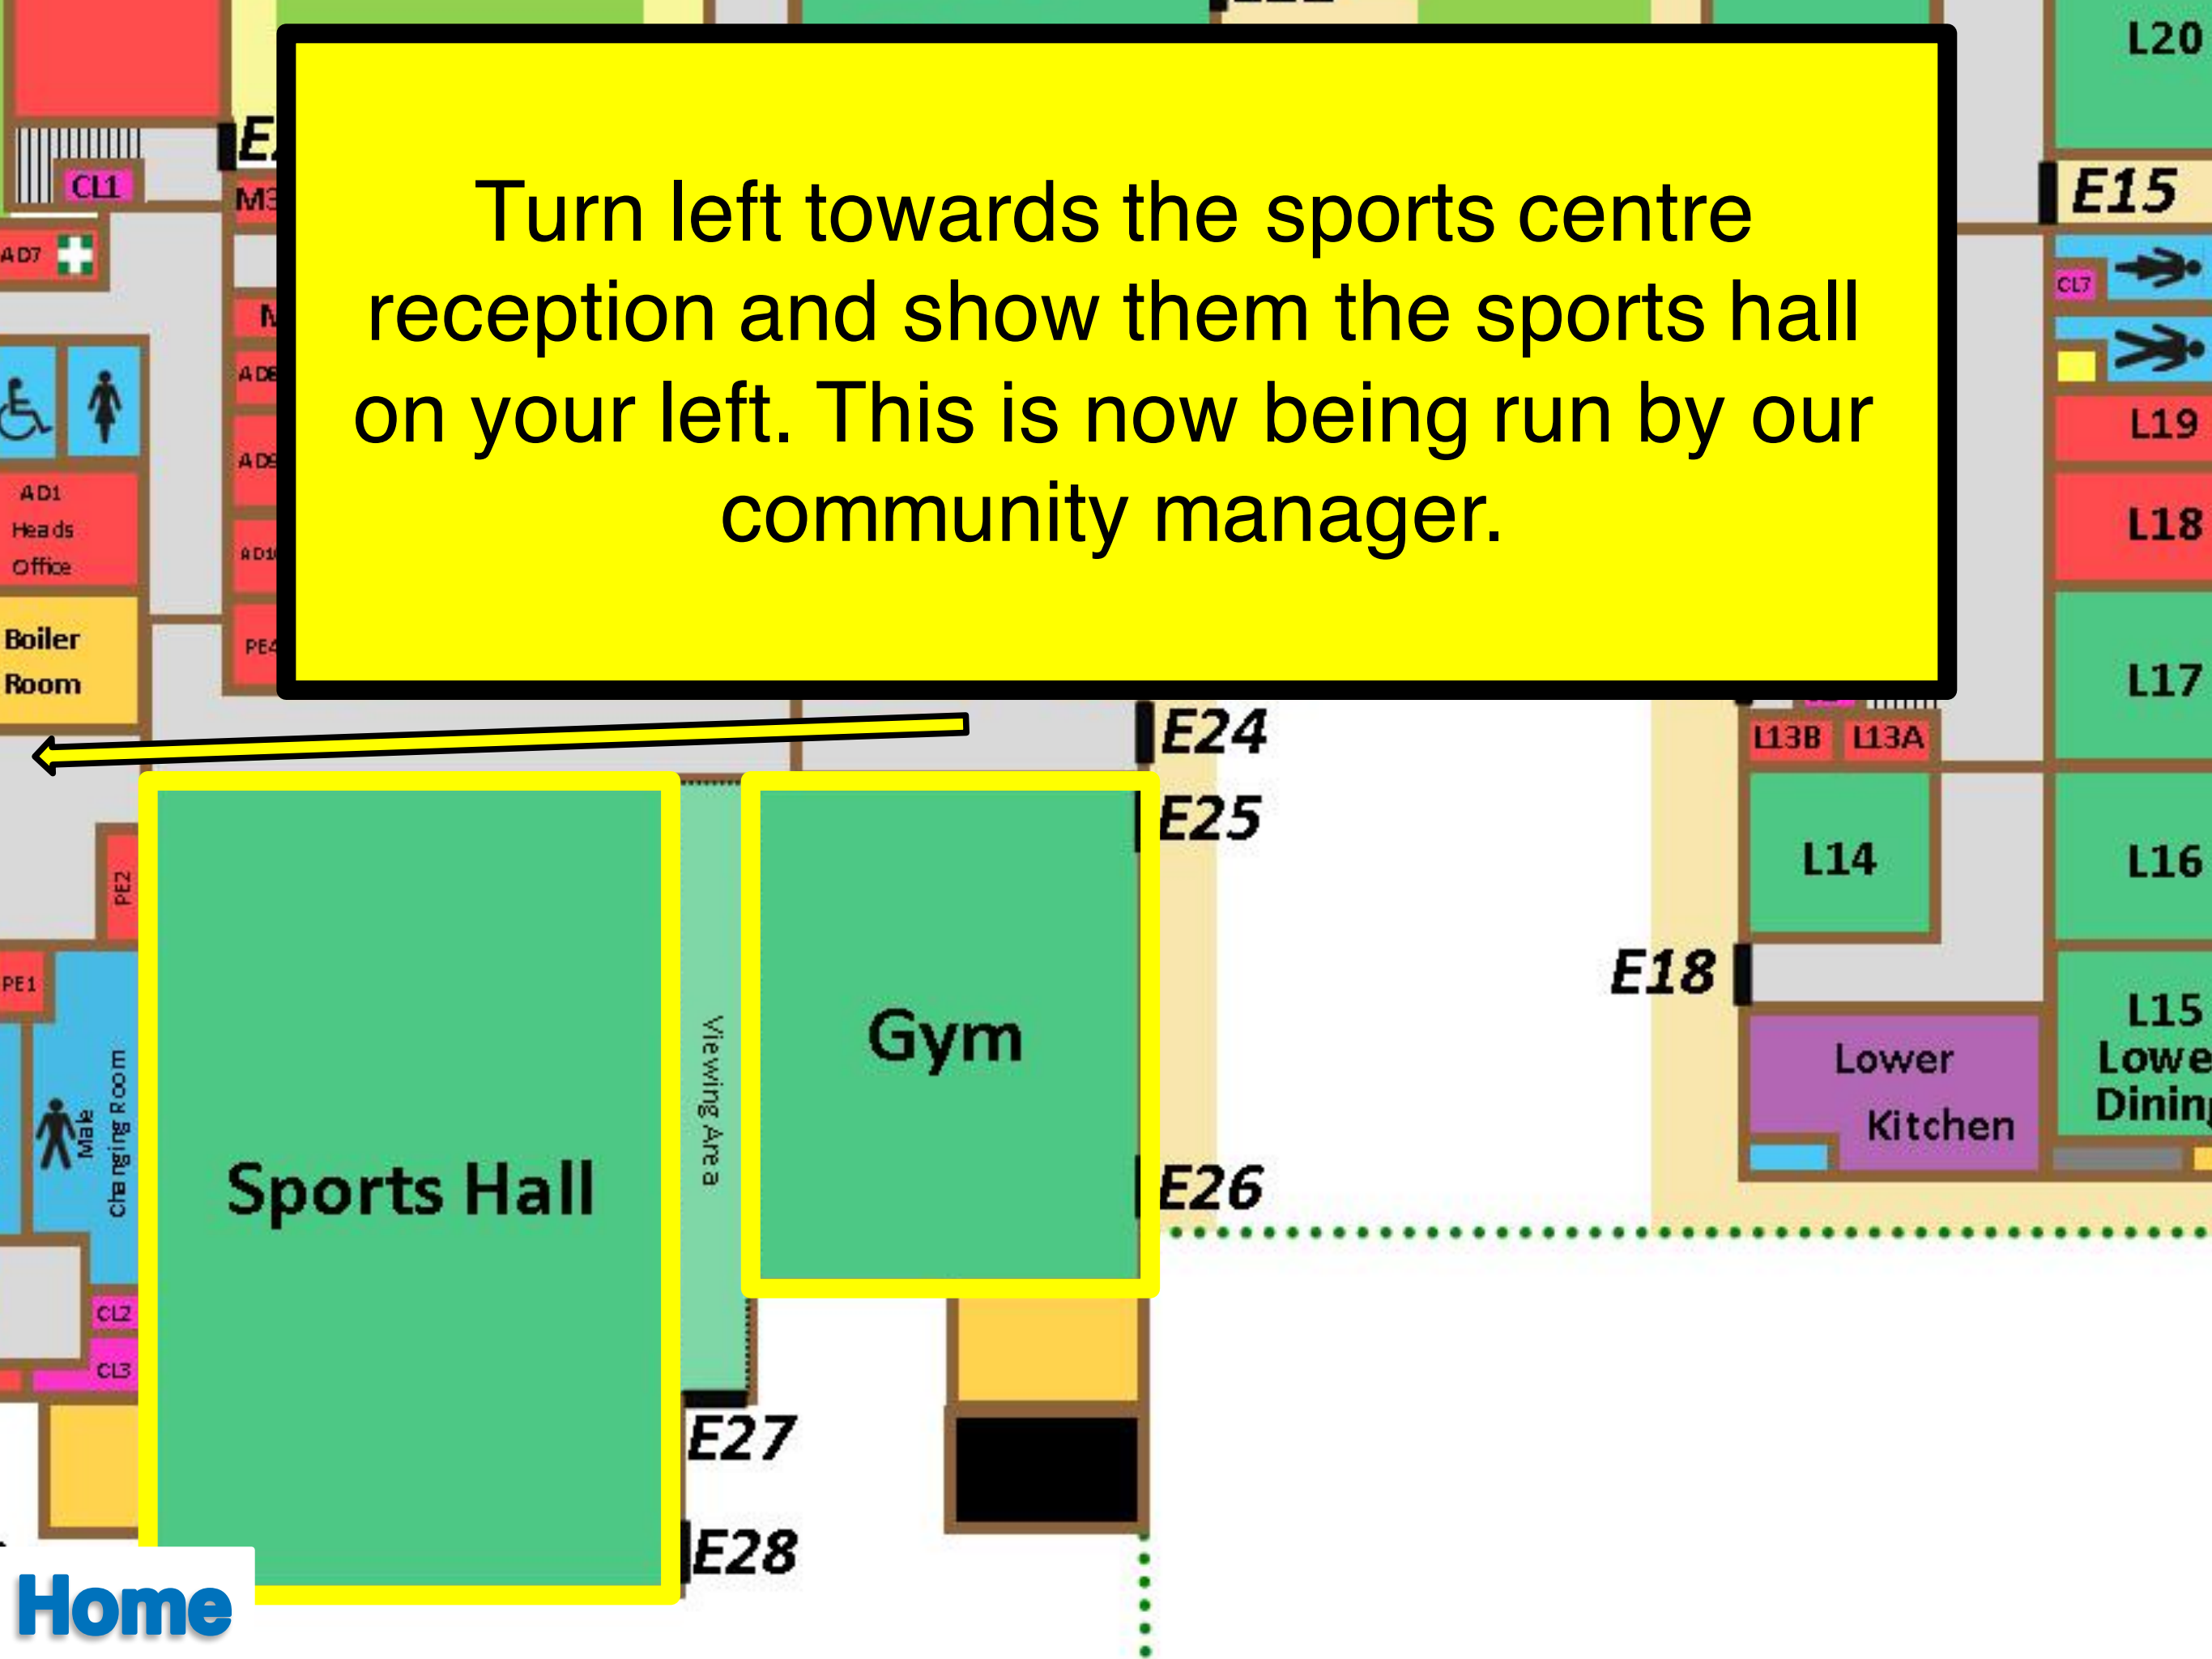 L20
Turn left towards the sports centre
reception and show them the sports hall
on your left. This is now being run by our
community manager.
CL1
E15
AD7
CL7
L19
AD1
Heads
Office
L18
Boiler
Room
L17
E24
L13B
L13A
E25
L14
L16
PE2
PE1
E18
Gym
L15
Lower
Kitchen
Male
Changing Room
Viewing Area
Sports Hall
E26
CL2
CL3
E27
E28
Home